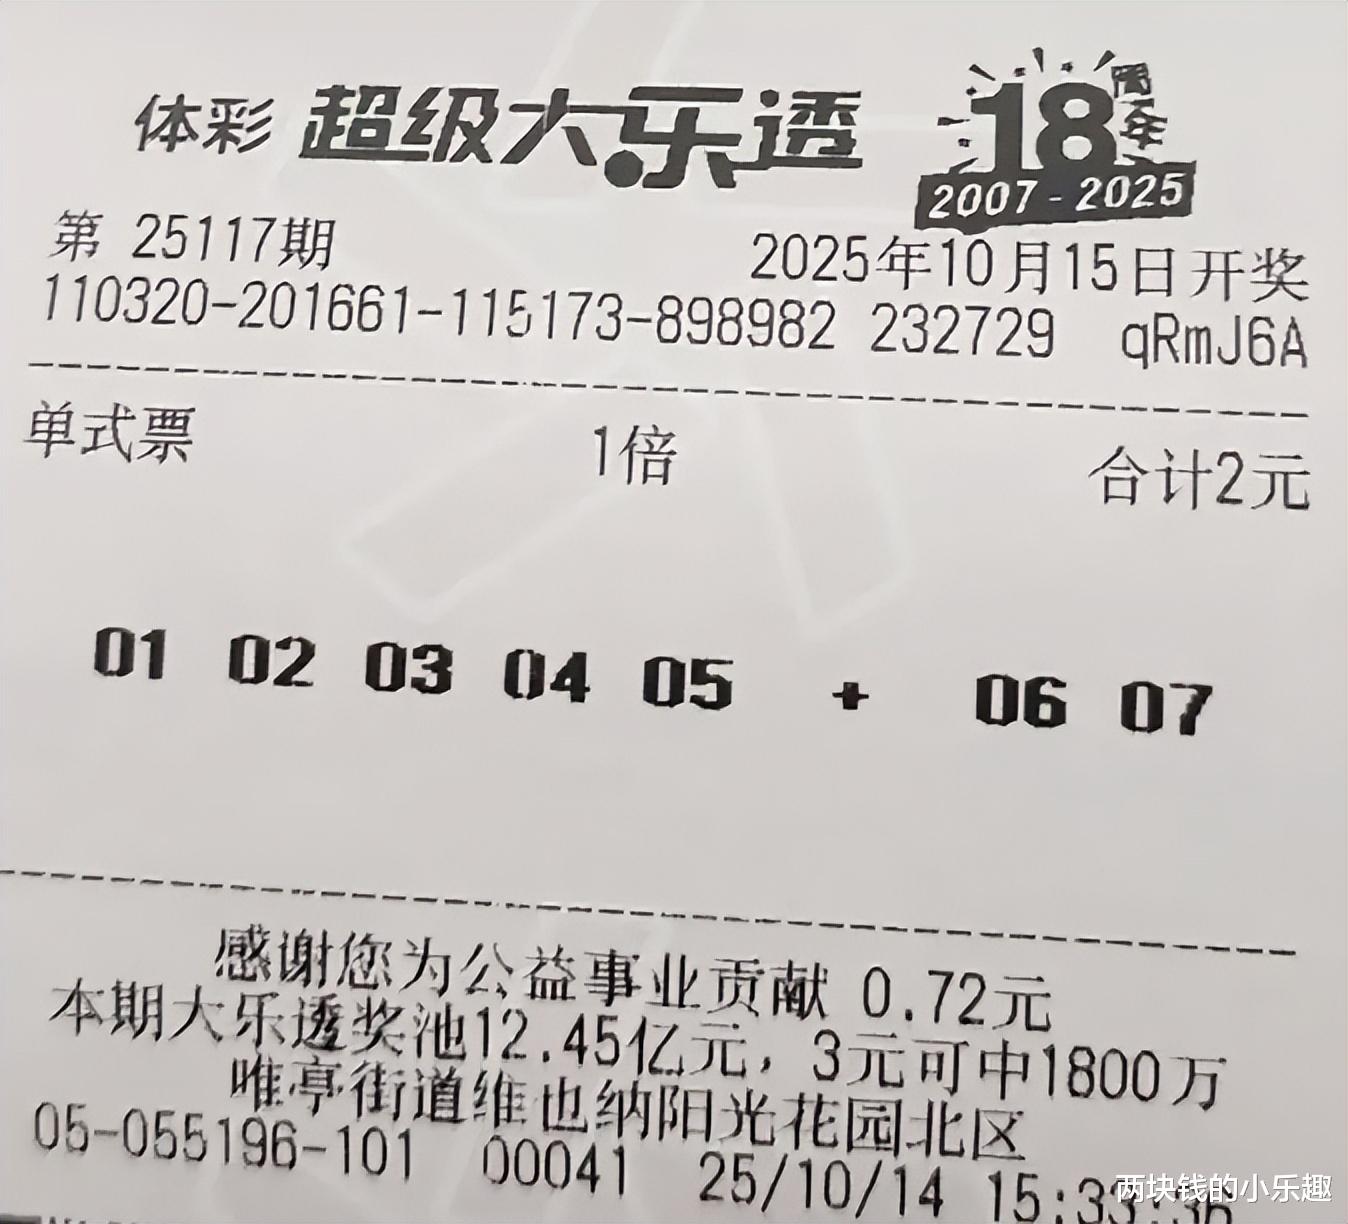 体彩 超级大乐透 18周年
2007-2025
第 25117期 2025年10月15日开奖
110320-201661-115173-898982 232729 qRmJ6A
单式票 1倍 合计2元
01 02 03 04 05 + 06 07
感谢您为公益事业贡献 0.72元
本期大乐透奖池12.45亿元，3元可中1800万
唯亭街道维也纳阳光花园北区
05-055196-101 00041 25/10/14 15:33:36
两块钱的小乐趣